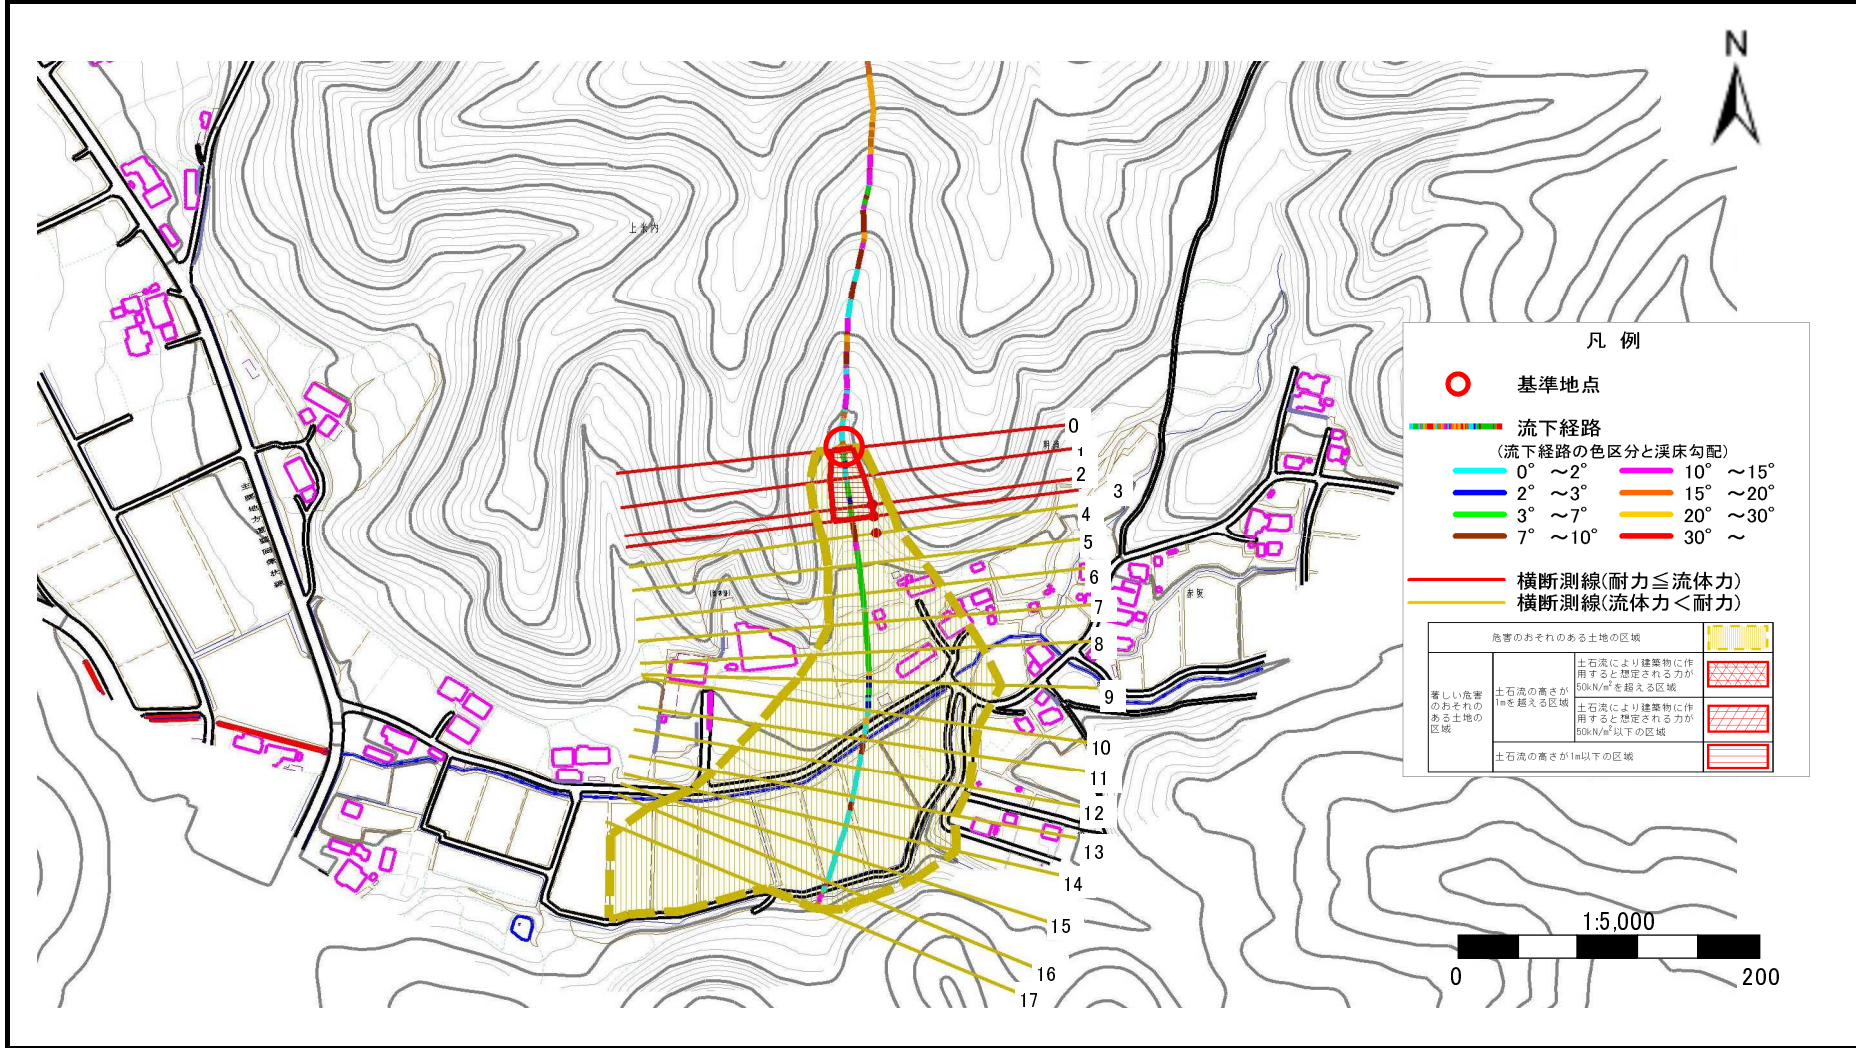 N
上米内
0
1
2
3
4
5
6
7
8
9
10
11
12
13
14
15
16
17
赤坂
凡 例
基準地点
流下経路
(流下経路の色区分と渓床勾配)
0° ～2° 10° ～15°
2° ～3° 15° ～20°
3° ～7° 20° ～30°
7° ～10° 30° ～
横断測線(耐力≦流体力)
横断測線(流体力＜耐力)
危害のおそれのある土地の区域
著しい危害
のおそれの
ある土地の
区域
土石流の高さが
1mを超える区域
土石流により建築物に作
用すると想定される力が
50kN/m²を超える区域
土石流により建築物に作
用すると想定される力が
50kN/m²以下の区域
土石流の高さが1m以下の区域
1:5,000
0 200